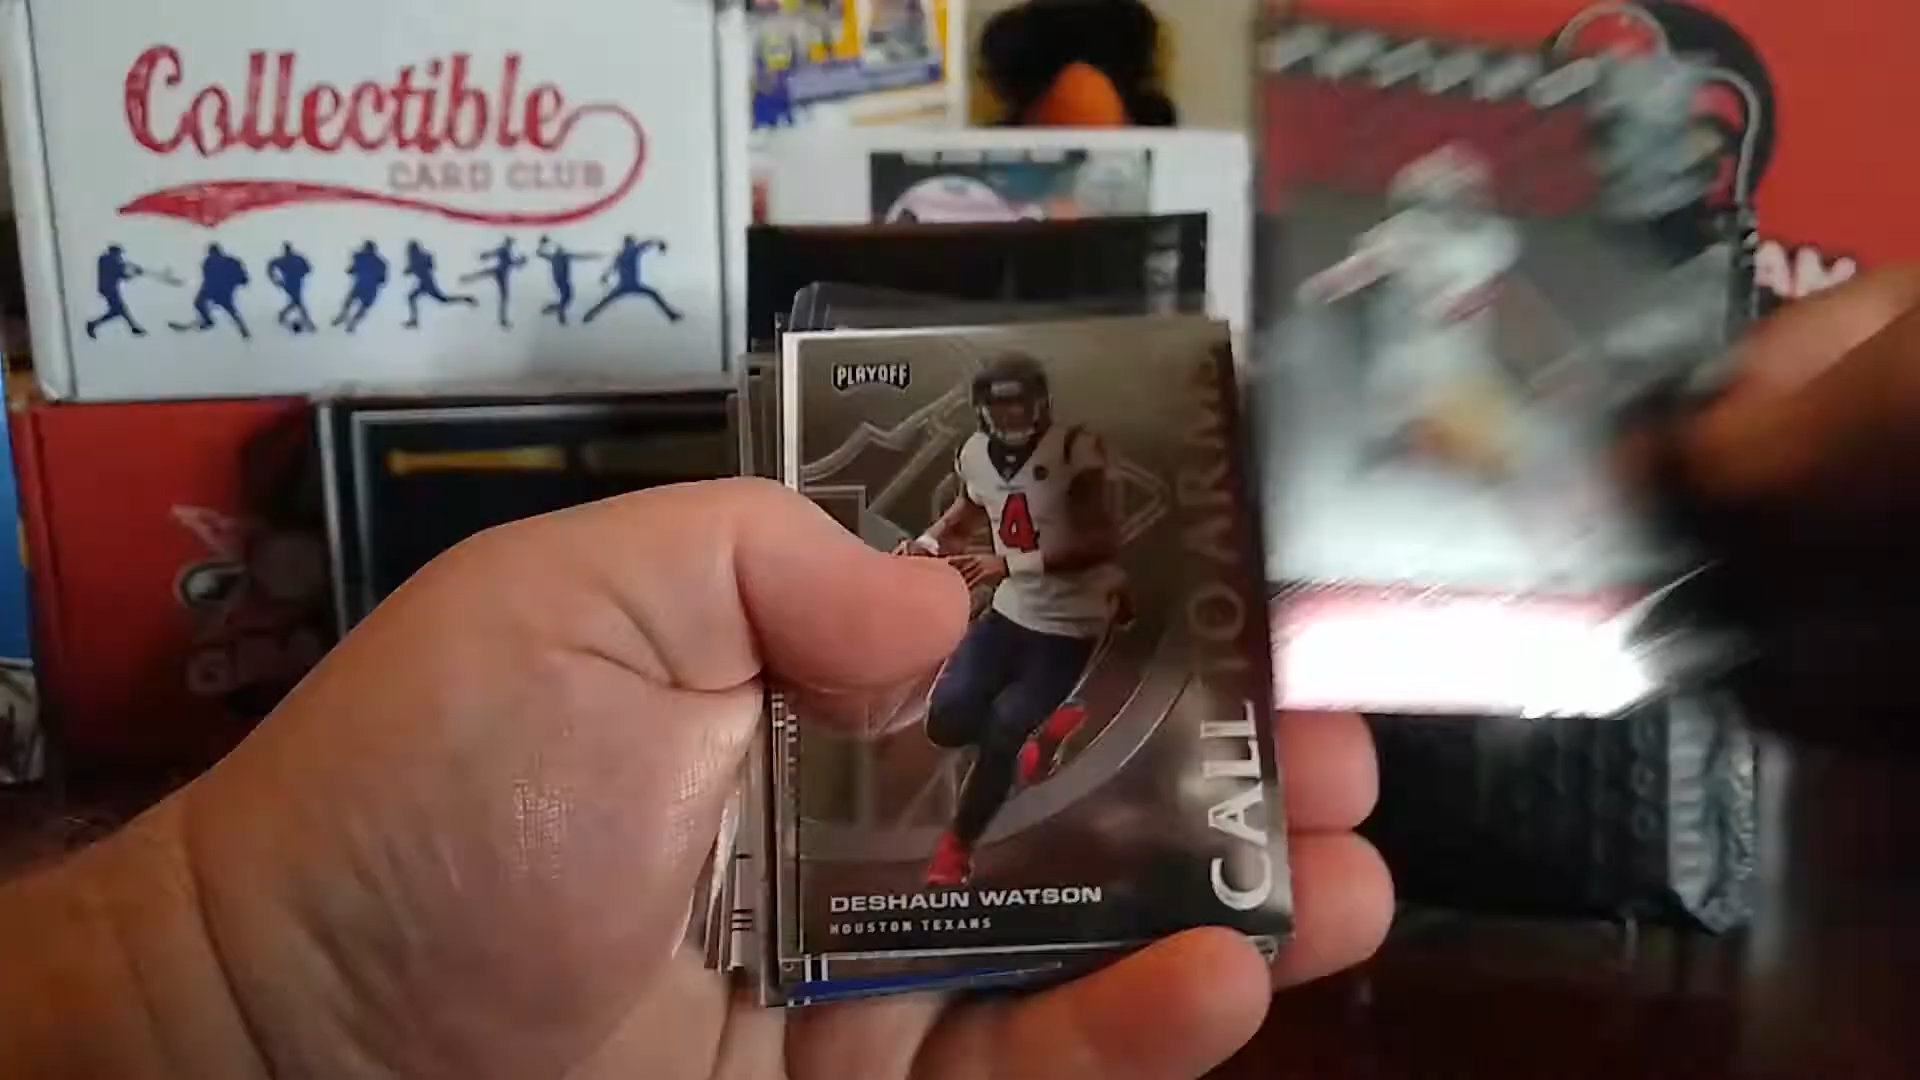 Collectible
CARD CLUB
PLAYOFF
4
CALL TO ARMS
DESHAUN WATSON
HOUSTON TEXANS